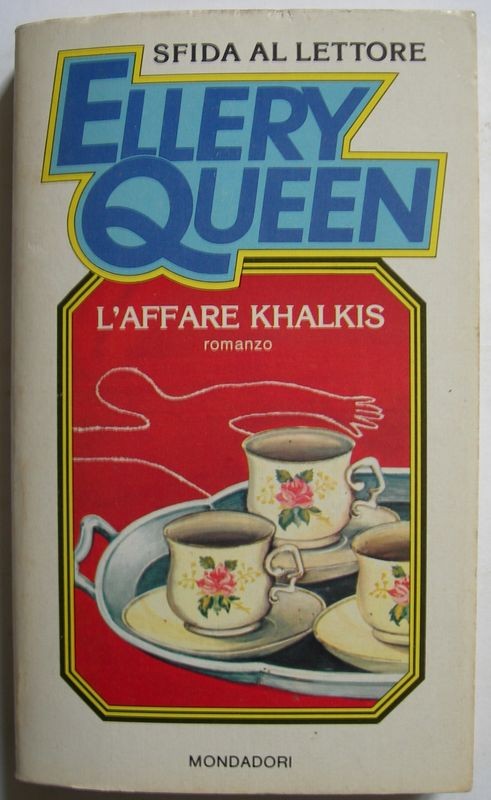 SFIDA AL LETTORE
ELLERY
QUEEN
L'AFFARE KHALKIS
romanzo
MONDADORI